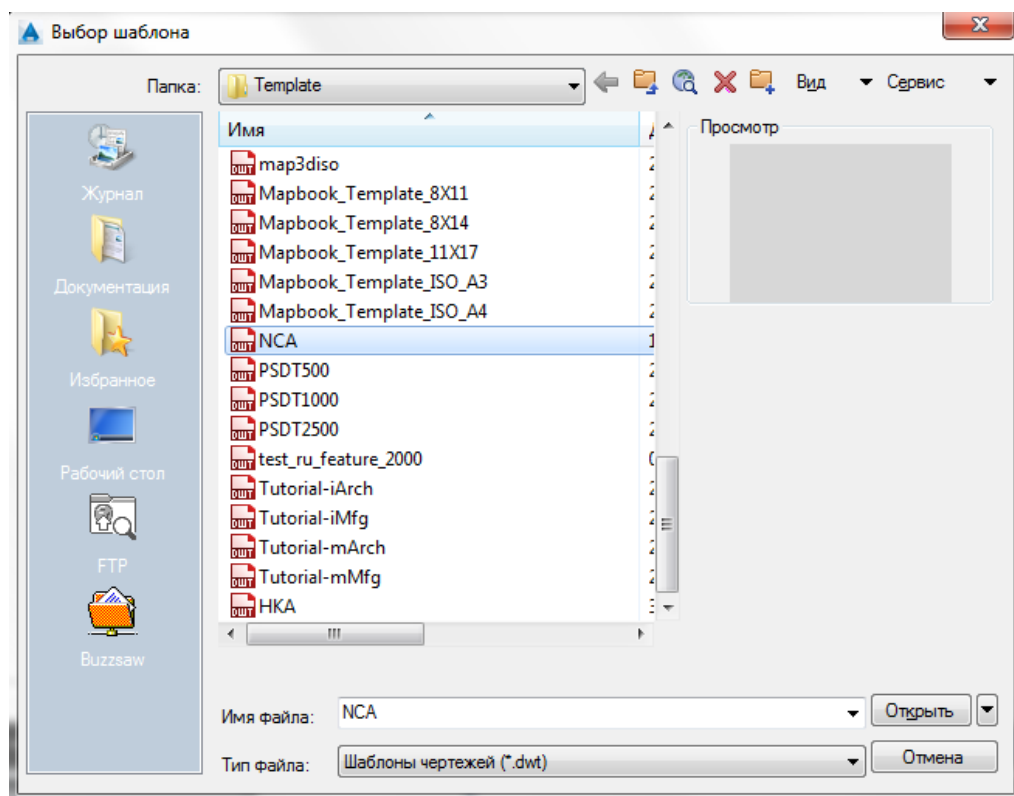 Выбор шаблона
Папка: Template Вид Сервис
Имя Просмотр
map3diso
Mapbook_Template_8X11
Mapbook_Template_8X14
Mapbook_Template_11X17
Mapbook_Template_ISO_A3
Mapbook_Template_ISO_A4
NCA
PSDT500
PSDT1000
PSDT2500
test_ru_feature_2000
Tutorial-iArch
Tutorial-iMfg
Tutorial-mArch
Tutorial-mMfg
НКА
Журнал
Документация
Избранное
Рабочий стол
FTP
Buzzsaw
Имя файла: NCA Открыть
Тип файла: Шаблоны чертежей (*.dwt) Отмена